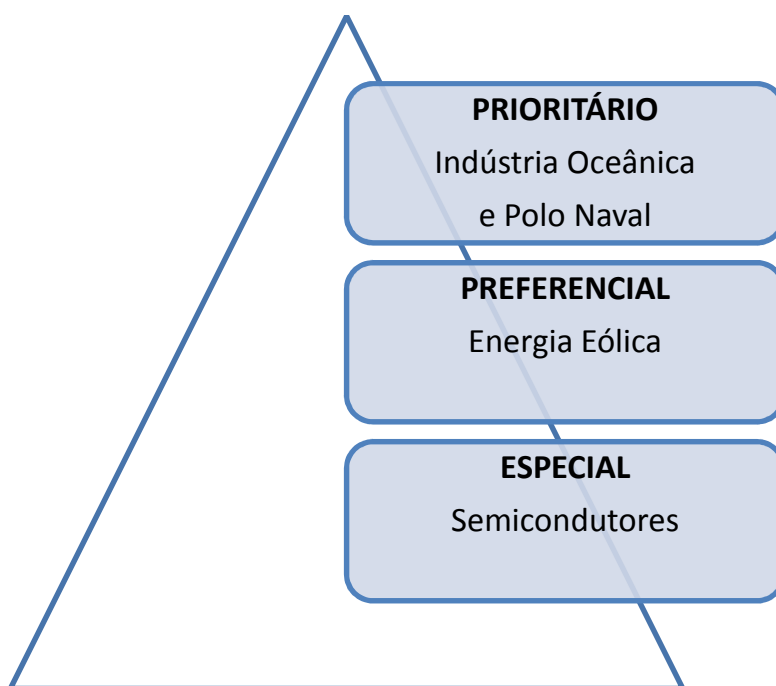 PRIORITÁRIO
Indústria Oceânica
e Polo Naval
PREFERENCIAL
Energia Eólica
ESPECIAL
Semicondutores